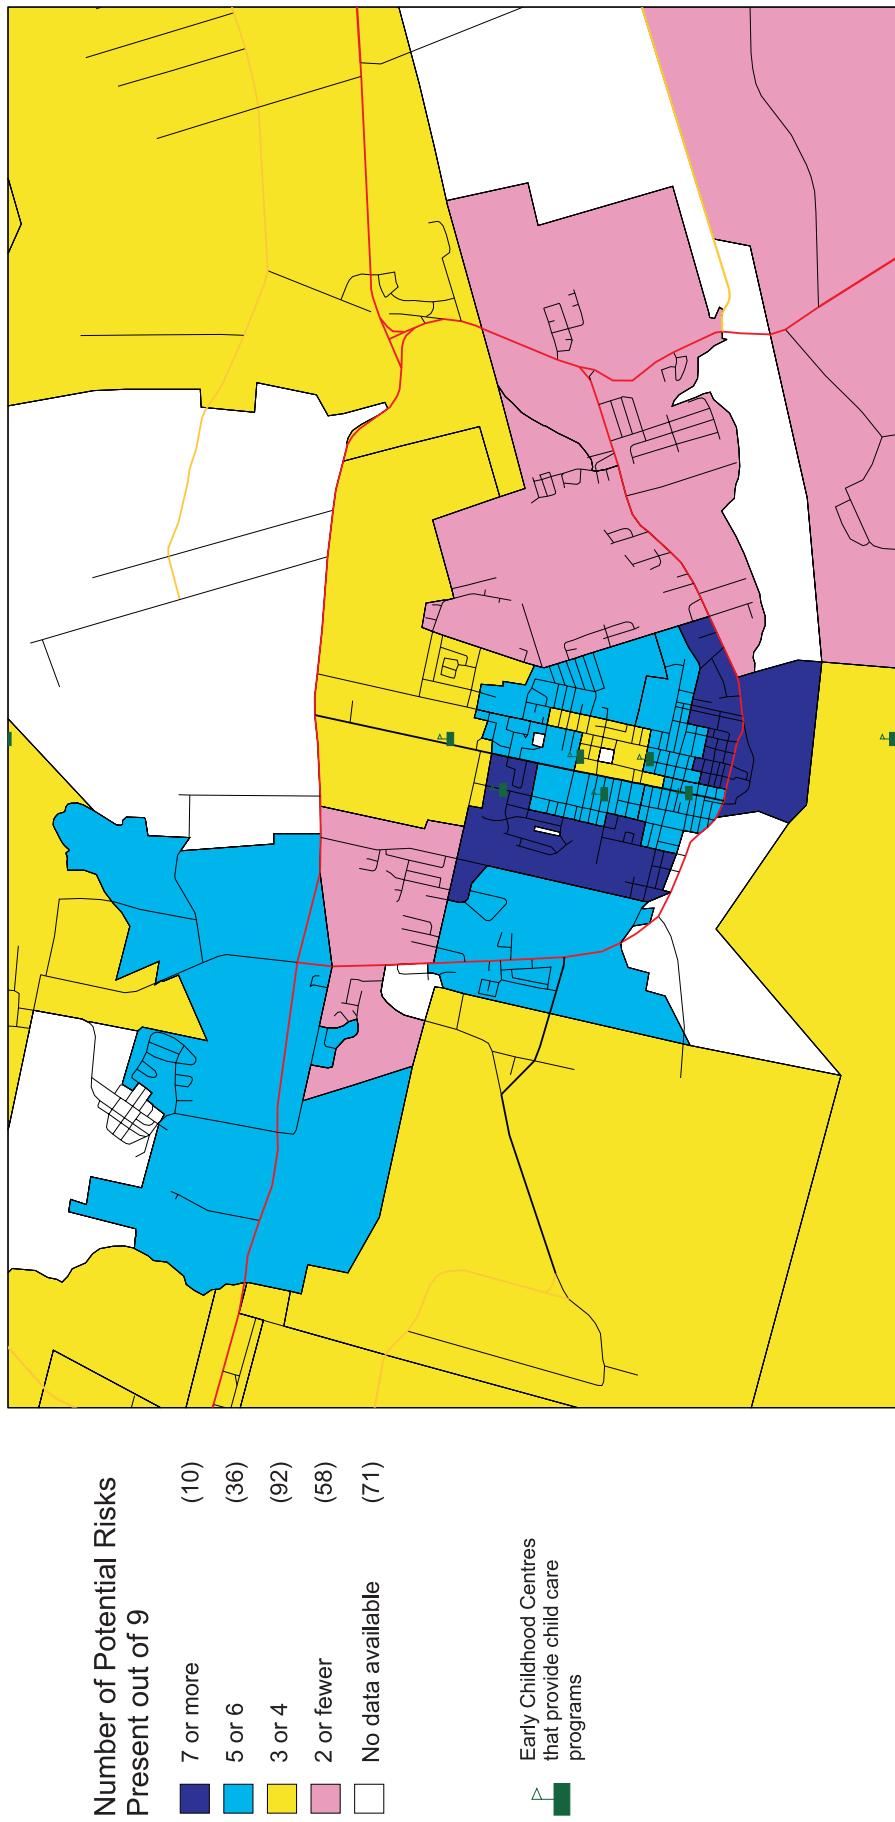 Number of Potential Risks
Present out of 9
7 or more (10)
5 or 6 (36)
3 or 4 (92)
2 or fewer (58)
No data available (71)
Early Childhood Centres
that provide child care
programs